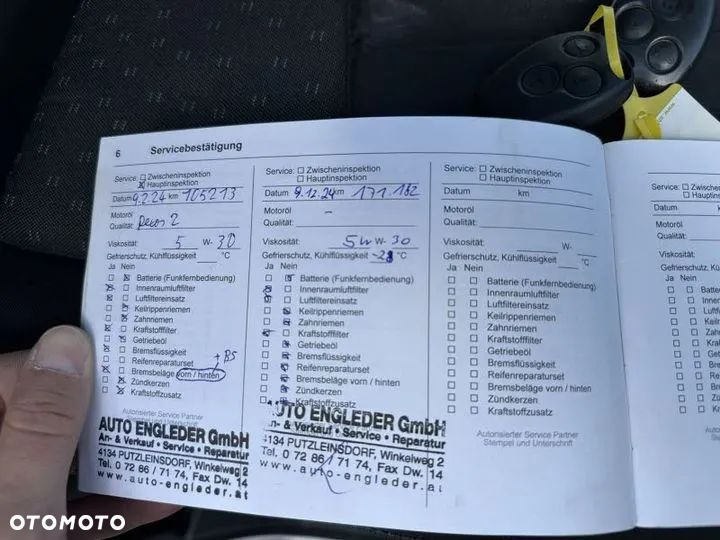 6 Servicebestätigung
Service: Zwischeninspektion
Hauptinspektion
Datum 9.2.24 km 105213
Motoröl
Qualität:
Viskosität: 5 W- 30
Gefrierschutz, Kühlflüssigkeit °C
Ja Nein
Batterie (Funkfernbedienung)
Innenraumluftfilter
Luftfiltereinsatz
Keilrippenriemen
Zahnriemen
Kraftstofffilter
Getriebeöl
Bremsflüssigkeit
Reifenreparaturset
Bremsbeläge vorn / hinten
Zündkerzen
Kraftstoffzusatz
Autorisierter Service Partner
Stempel und Unterschrift
AUTO ENGLEDER GmbH
An- & Verkauf • Service • Reparatur
4134 PUTZLEINSDORF, Winkelweg 2
Tel. 0 72 86 / 71 74, Fax Dw. 14
www.auto-engleder.at
Service: Zwischeninspektion
Hauptinspektion
Datum 9.12.24 km 171.182
Motoröl
Qualität: -
Viskosität: 5w W- 30
Gefrierschutz, Kühlflüssigkeit °C
Ja Nein
Batterie (Funkfernbedienung)
Innenraumluftfilter
Luftfiltereinsatz
Keilrippenriemen
Zahnriemen
Kraftstofffilter
Getriebeöl
Bremsflüssigkeit
Reifenreparaturset
Bremsbeläge vorn / hinten
Zündkerzen
Kraftstoffzusatz
AUTO ENGLEDER GmbH
An- & Verkauf • Service • Reparatur
4134 PUTZLEINSDORF, Winkelweg 2
Tel. 0 72 86 / 71 74, Fax Dw. 14
www.auto-engleder.at
Service: Zwischeninspektion
Hauptinspektion
Datum km
Motoröl
Qualität:
Viskosität: W-
Gefrierschutz, Kühlflüssigkeit °C
Ja Nein
Batterie (Funkfernbedienung)
Innenraumluftfilter
Luftfiltereinsatz
Keilrippenriemen
Zahnriemen
Kraftstofffilter
Getriebeöl
Bremsflüssigkeit
Reifenreparaturset
Bremsbeläge vorn / hinten
Zündkerzen
Kraftstoffzusatz
Autorisierter Service Partner
Stempel und Unterschrift
Service:
Datum
Motoröl
Qualität:
Viskosität:
Gefrierschutz,
Ja Nein
OTOMOTO